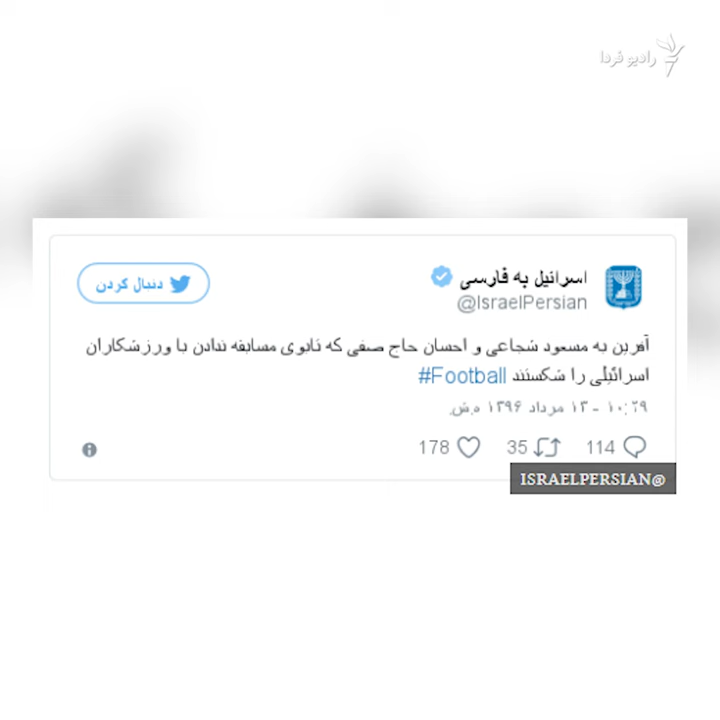 رادیو فردا
اسرائیل به فارسی
@IsraelPersian
دنبال کردن
آفرین به مسعود شجاعی و احسان حاج صفی که تابوی مسابقه ندادن با ورزشکاران
اسرائیلی را شکستند #Football
۱۰:۲۹ - ۱۳ مرداد ۱۳۹۶ ه‍.ش.
114 35 178
ISRAELPERSIAN@